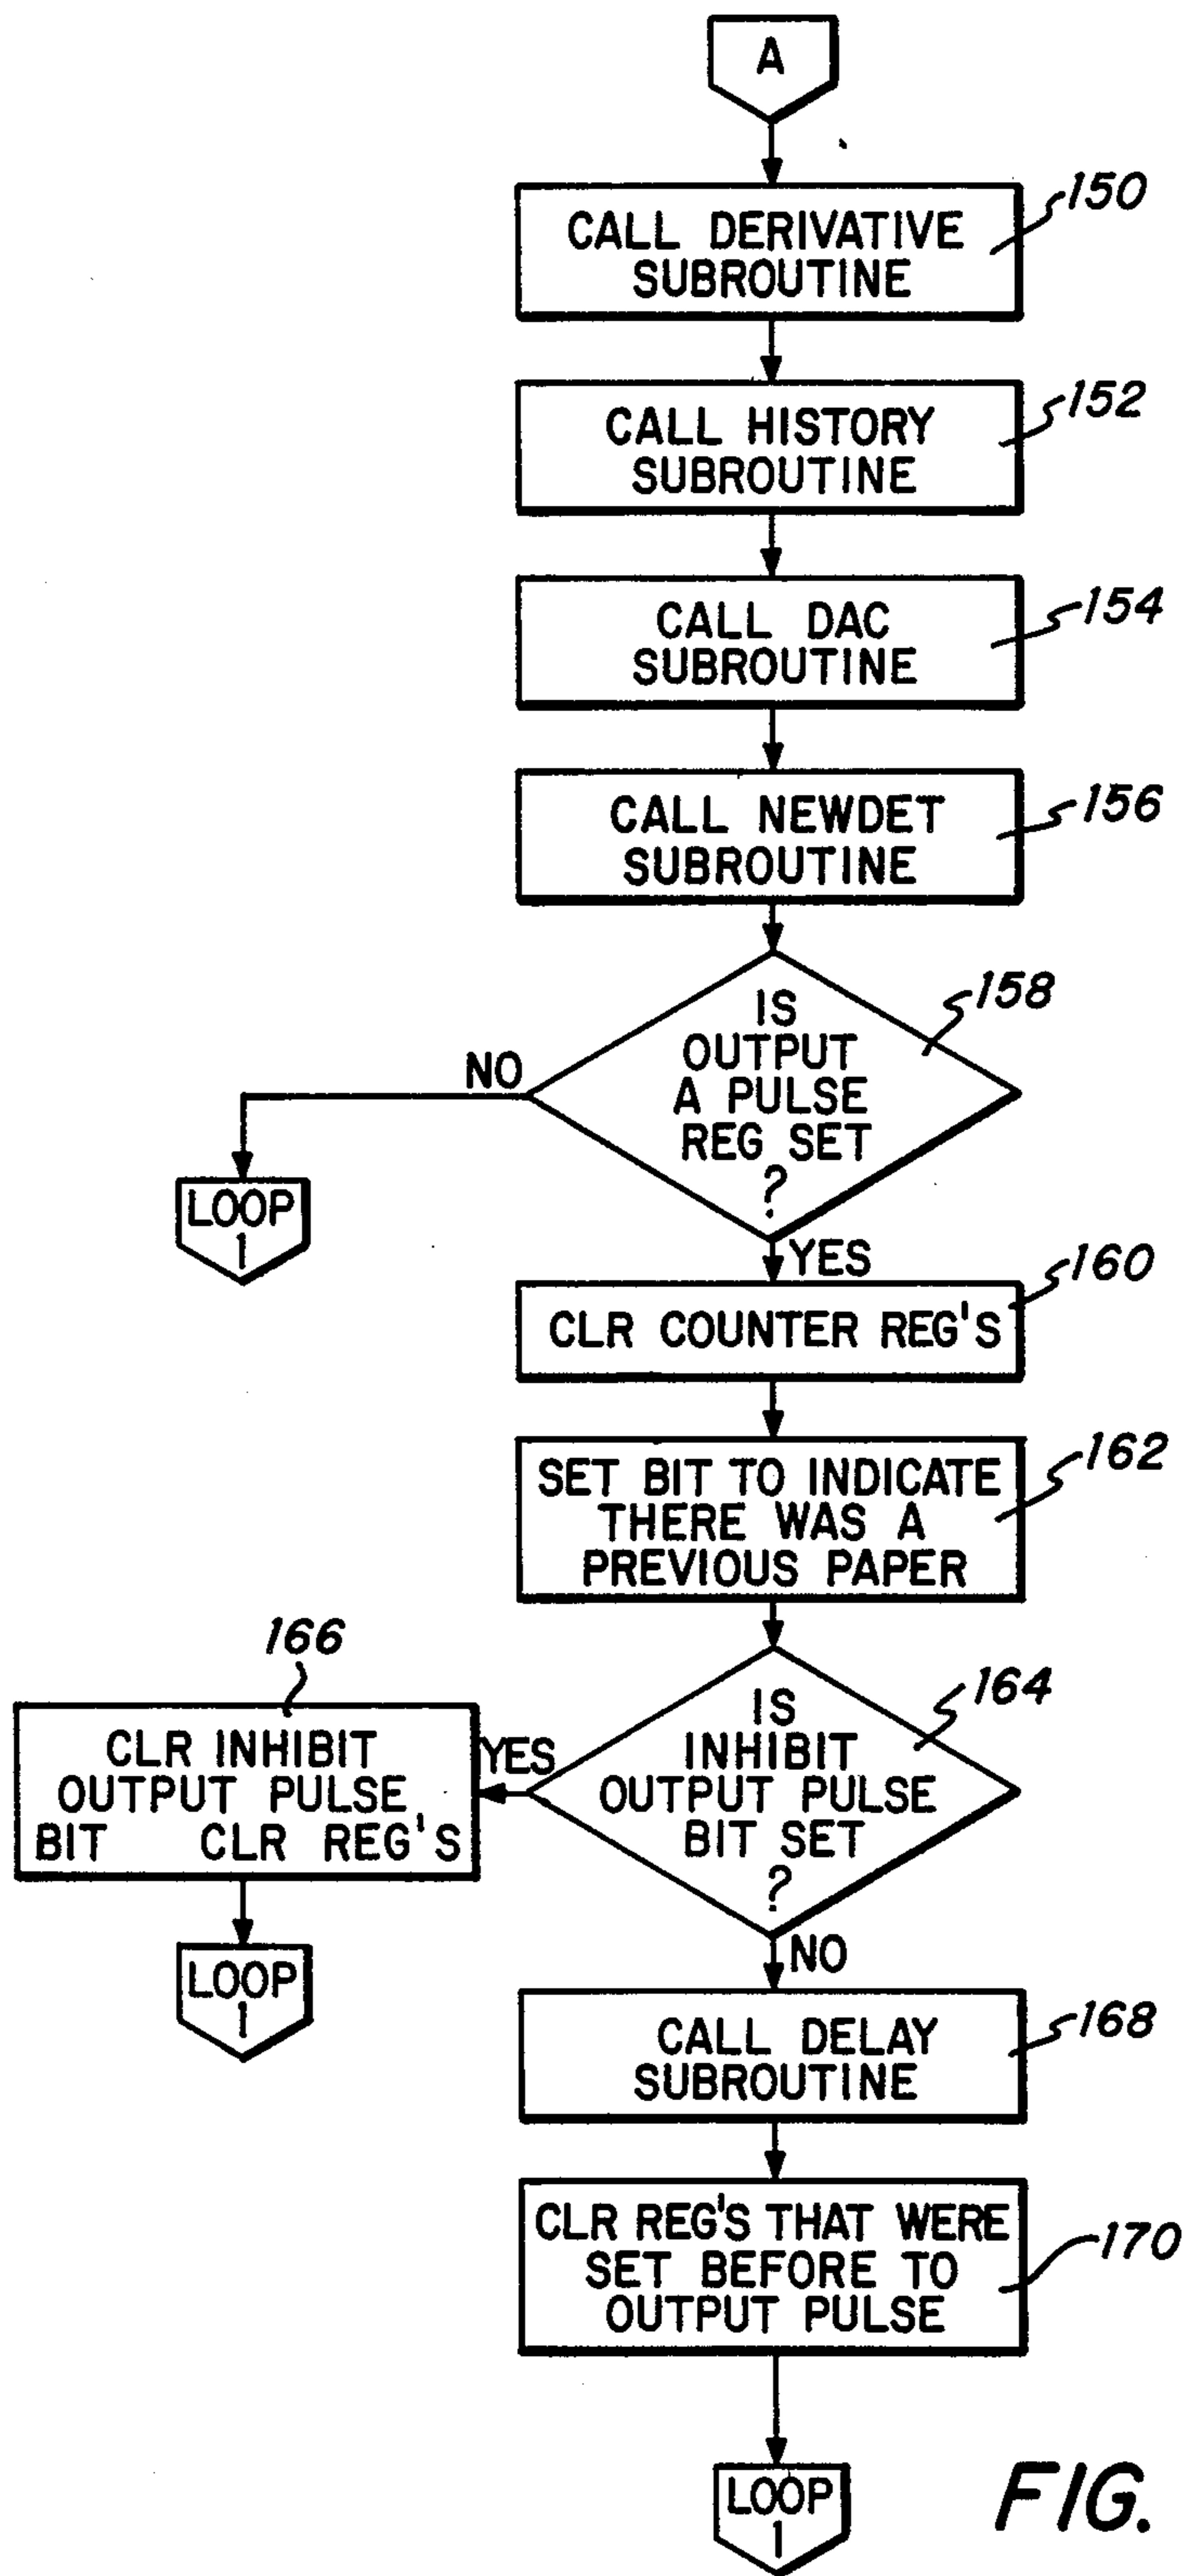 A
150
CALL DERIVATIVE
SUBROUTINE
152
CALL HISTORY
SUBROUTINE
154
CALL DAC
SUBROUTINE
156
CALL NEWDET
SUBROUTINE
158
IS
OUTPUT
A PULSE
REG SET
?
NO
LOOP
1
YES
160
CLR COUNTER REG'S
162
SET BIT TO INDICATE
THERE WAS A
PREVIOUS PAPER
164
IS
INHIBIT
OUTPUT PULSE
BIT SET
?
YES
166
CLR INHIBIT
OUTPUT PULSE
BIT CLR REG'S
LOOP
1
NO
168
CALL DELAY
SUBROUTINE
170
CLR REG'S THAT WERE
SET BEFORE TO
OUTPUT PULSE
LOOP
1
FIG.